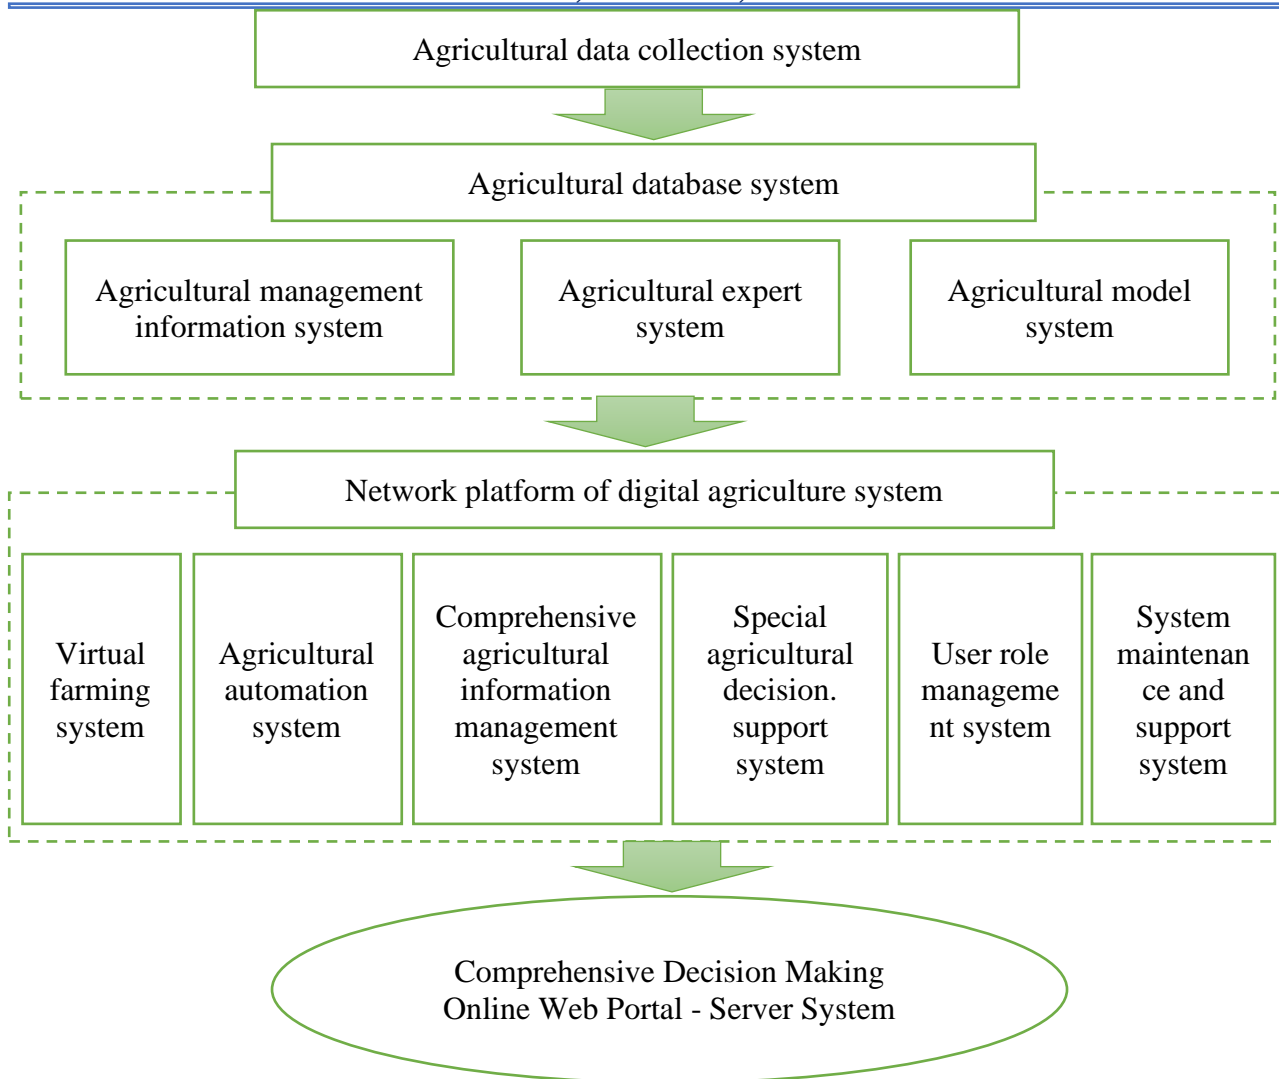 Agricultural data collection system
Agricultural database system
Agricultural management
information system
Agricultural expert
system
Agricultural model
system
Network platform of digital agriculture system
Virtual
farming
system
Agricultural
automation
system
Comprehensive
agricultural
information
management
system
Special
agricultural
decision.
support
system
User role
manageme
nt system
System
maintenan
ce and
support
system
Comprehensive Decision Making
Online Web Portal - Server System